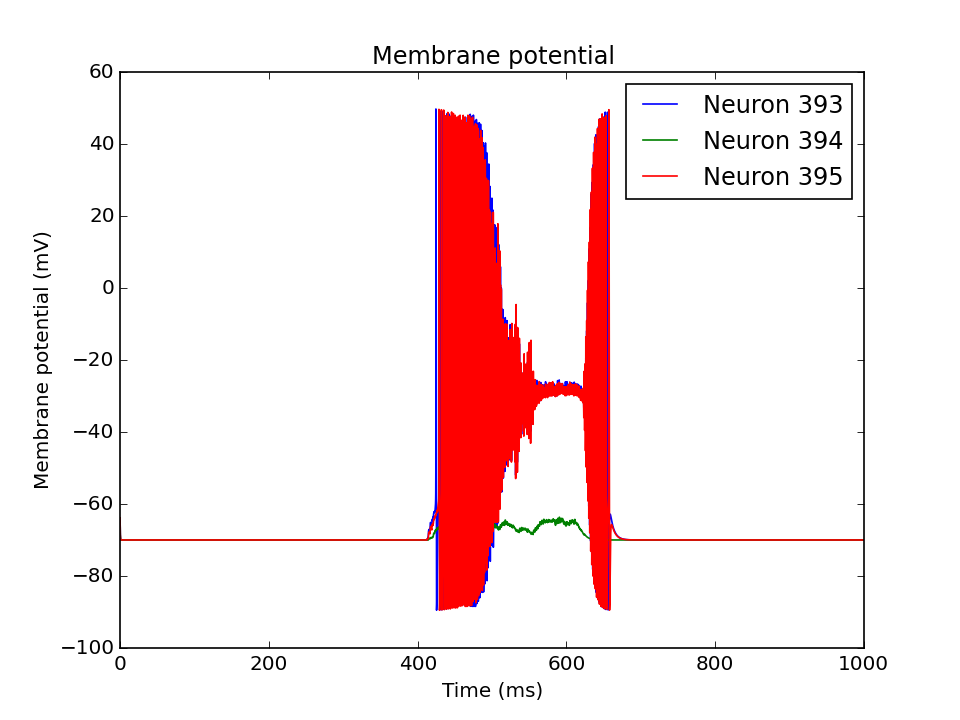 Membrane potential
Neuron 393
Neuron 394
Neuron 395
Membrane potential (mV)
60
40
20
0
−20
−40
−60
−80
−100
0 200 400 600 800 1000
Time (ms)